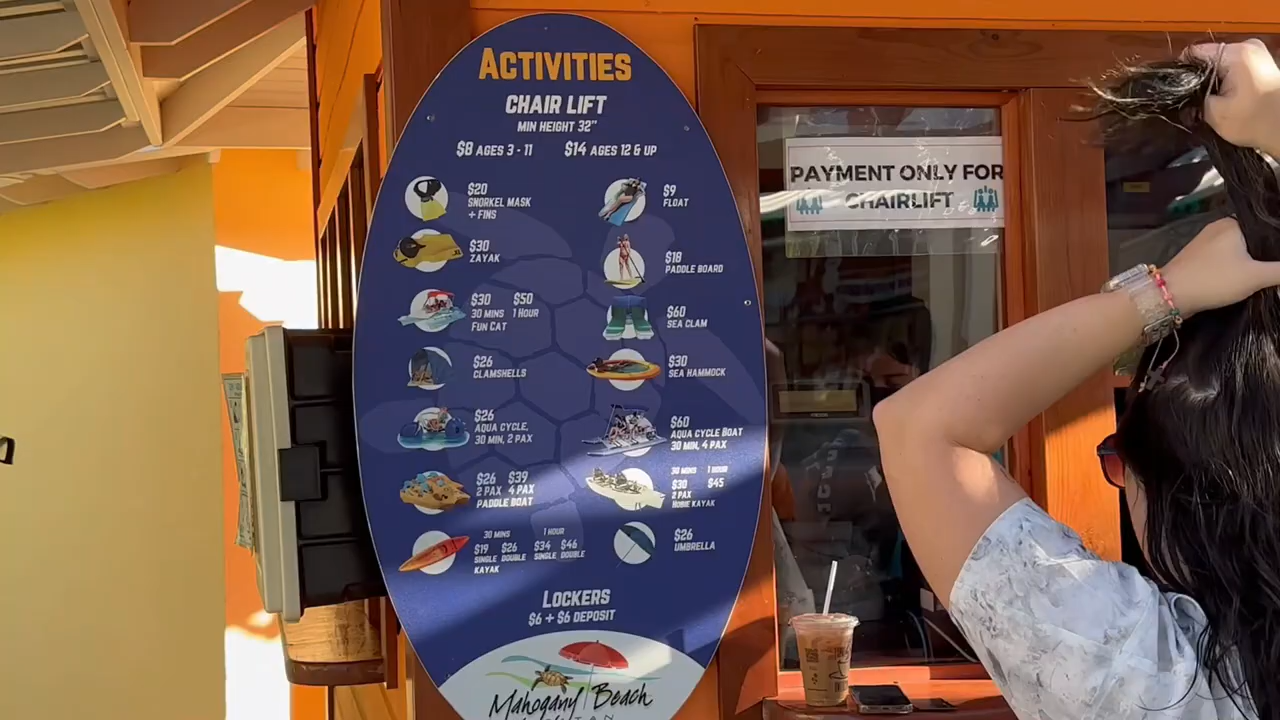 ACTIVITIES
CHAIR LIFT
MIN HEIGHT 32"
$8 AGES 3 - 11 $14 AGES 12 & UP
$20
SNORKEL MASK
+ FINS
$9
FLOAT
$30
ZAYAK
$18
PADDLE BOARD
$30 $50
30 MINS 1 HOUR
FUN CAT
$60
SEA CLAM
$26
CLAMSHELLS
$30
SEA HAMMOCK
$26
AQUA CYCLE,
30 MIN, 2 PAX
$60
AQUA CYCLE BOAT
30 MIN, 4 PAX
$26 $39
2 PAX 4 PAX
PADDLE BOAT
30 MINS 1 HOUR
$30 $45
2 PAX
HOBIE KAYAK
30 MINS 1 HOUR
$19 $26 $34 $46
SINGLE DOUBLE SINGLE DOUBLE
KAYAK
$26
UMBRELLA
LOCKERS
$6 + $6 DEPOSIT
Mahogany Beach
PAYMENT ONLY FOR
CHAIRLIFT